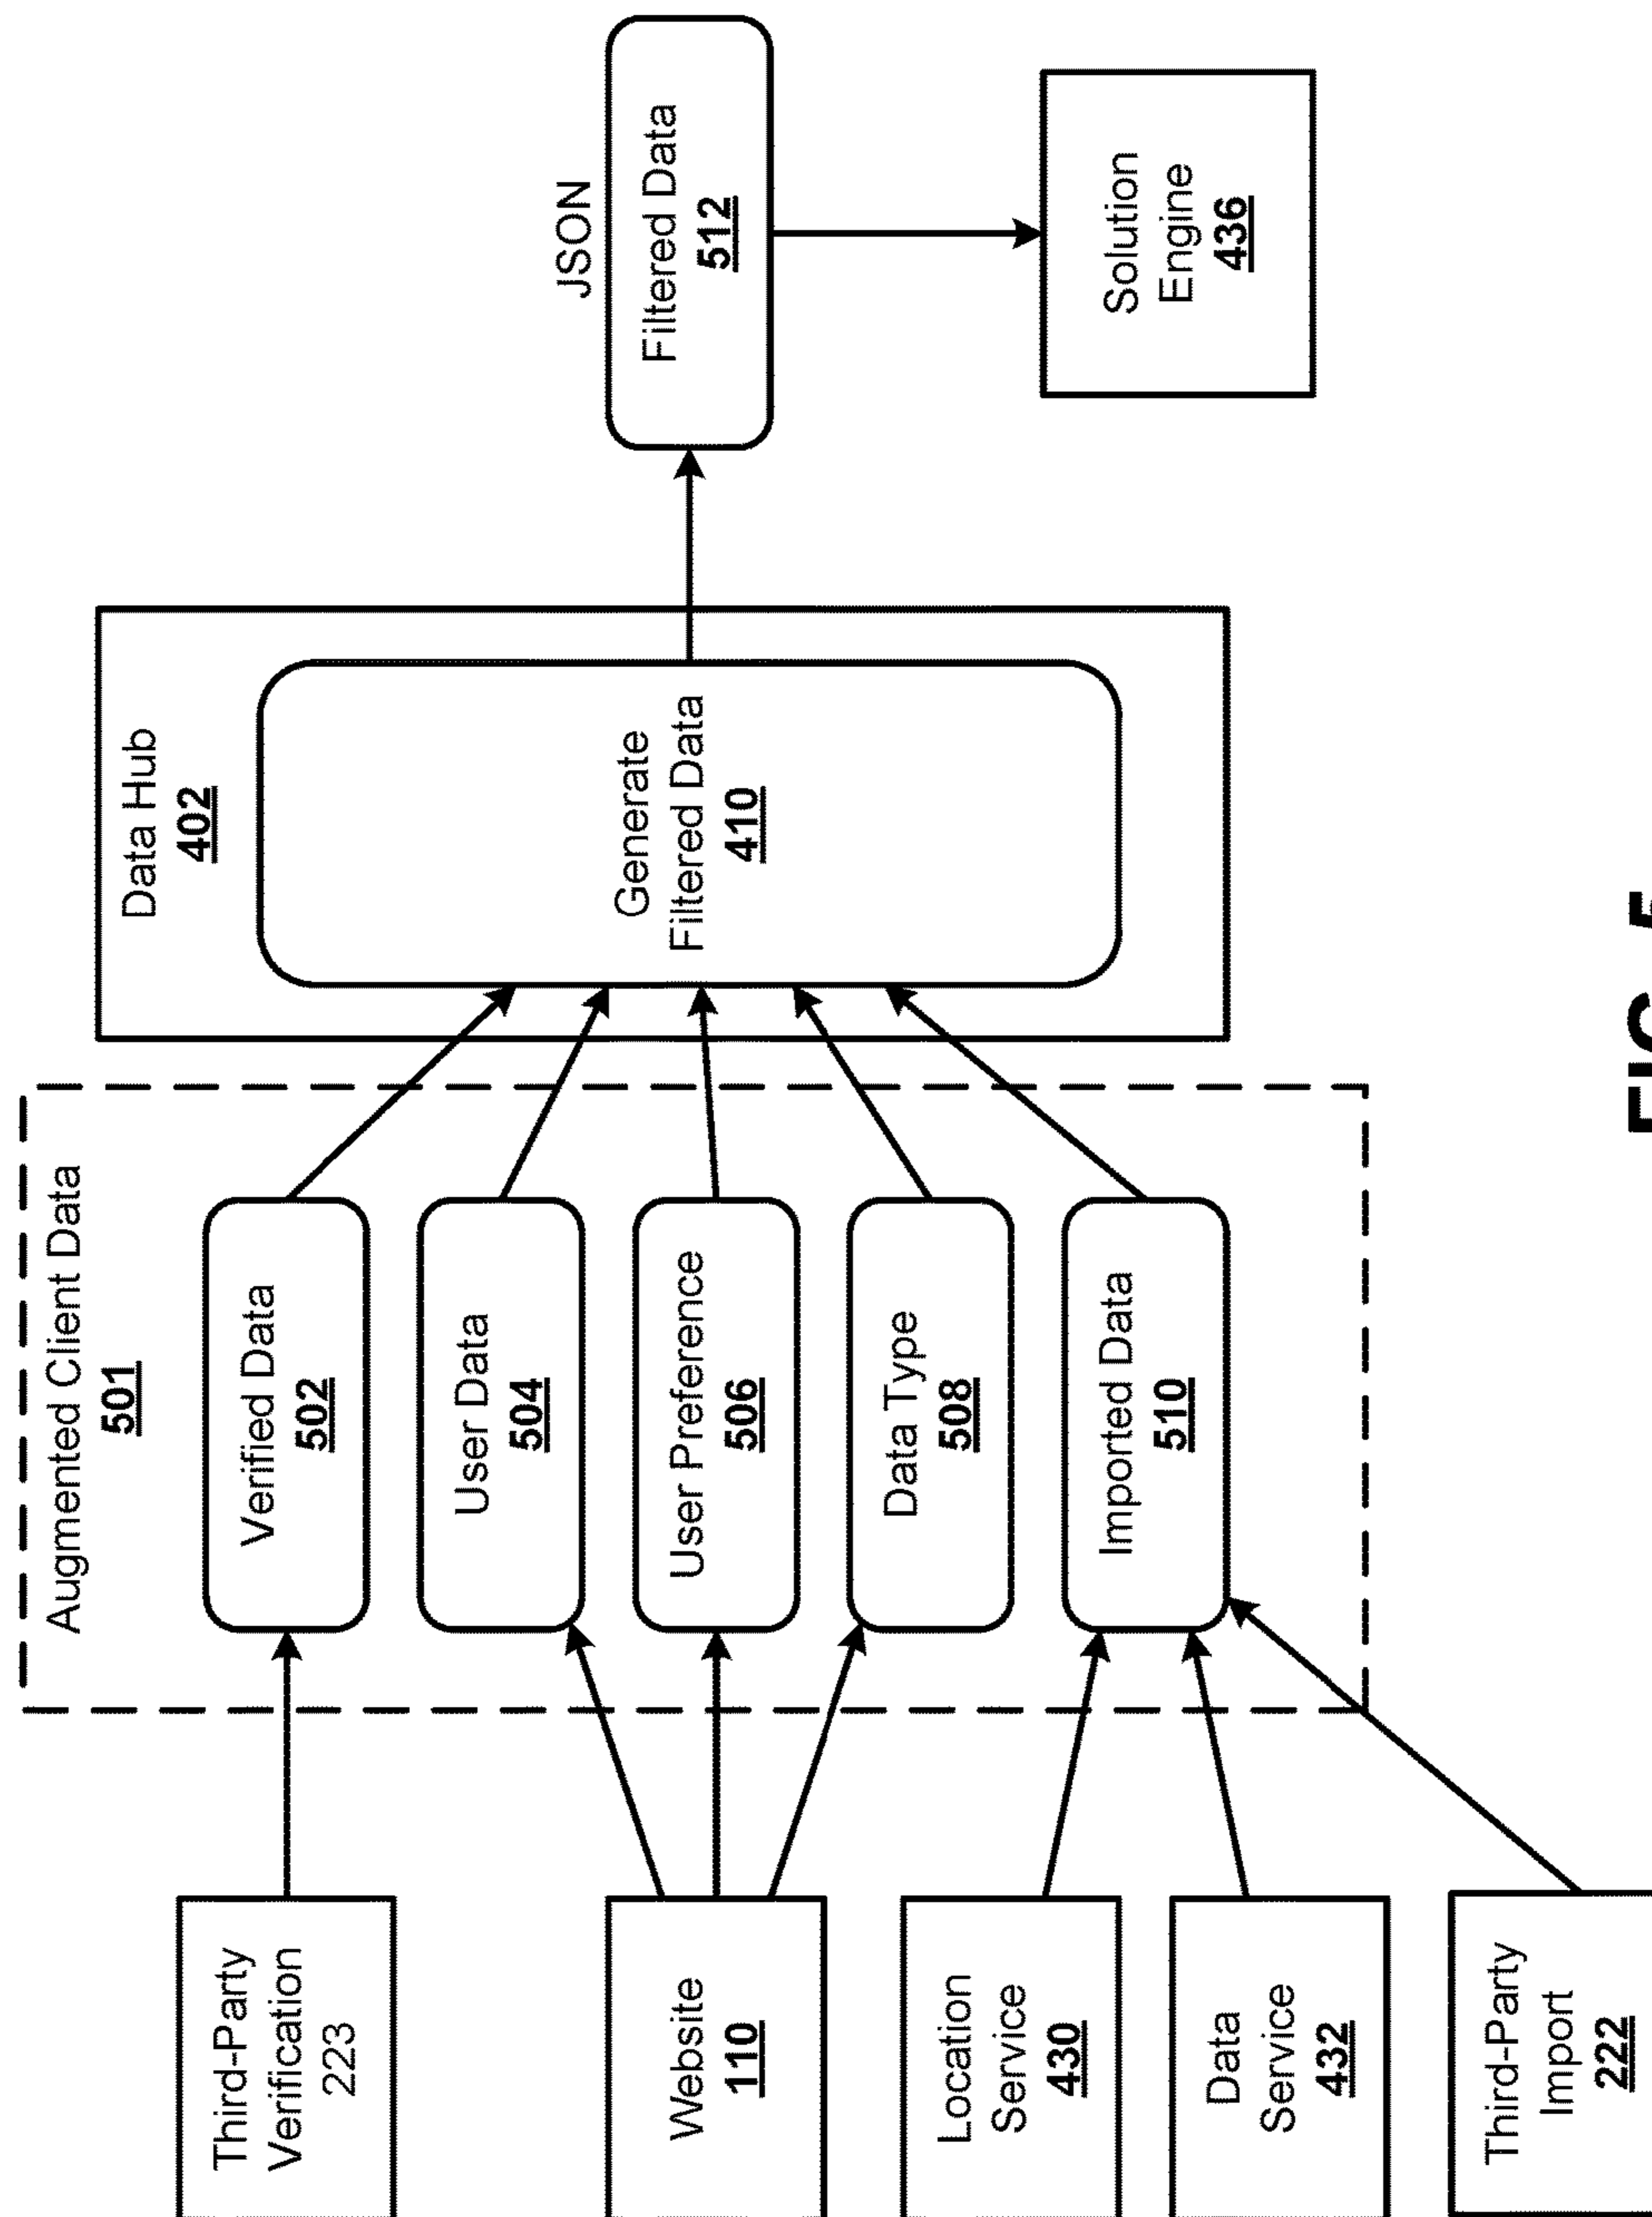 Third-Party
Verification
223
Website
110
Location
Service
430
Data
Service
432
Third-Party
Import
222
Augmented Client Data
501
Verified Data
502
User Data
504
User Preference
506
Data Type
508
Imported Data
510
Data Hub
402
Generate
Filtered Data
410
JSON
Filtered Data
512
Solution
Engine
436
FIG. 5